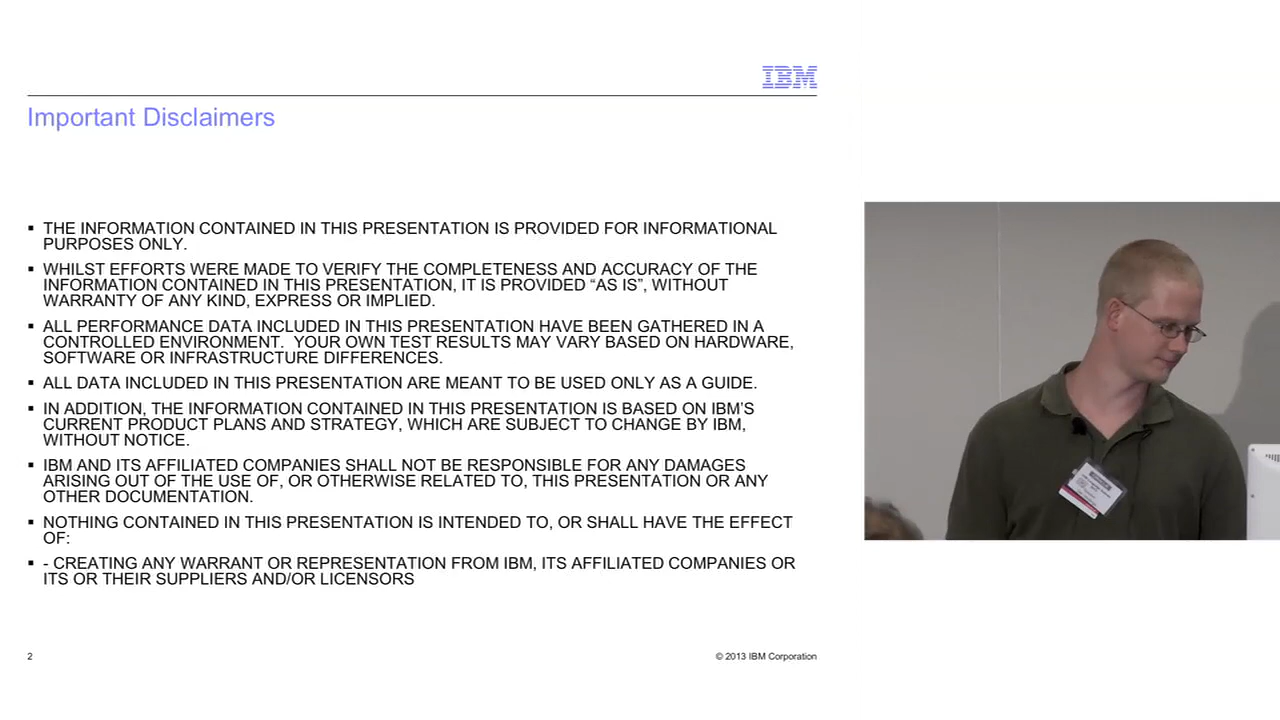 IBM
Important Disclaimers
▪ THE INFORMATION CONTAINED IN THIS PRESENTATION IS PROVIDED FOR INFORMATIONAL
PURPOSES ONLY.
▪ WHILST EFFORTS WERE MADE TO VERIFY THE COMPLETENESS AND ACCURACY OF THE
INFORMATION CONTAINED IN THIS PRESENTATION, IT IS PROVIDED “AS IS”, WITHOUT
WARRANTY OF ANY KIND, EXPRESS OR IMPLIED.
▪ ALL PERFORMANCE DATA INCLUDED IN THIS PRESENTATION HAVE BEEN GATHERED IN A
CONTROLLED ENVIRONMENT.  YOUR OWN TEST RESULTS MAY VARY BASED ON HARDWARE,
SOFTWARE OR INFRASTRUCTURE DIFFERENCES.
▪ ALL DATA INCLUDED IN THIS PRESENTATION ARE MEANT TO BE USED ONLY AS A GUIDE.
▪ IN ADDITION, THE INFORMATION CONTAINED IN THIS PRESENTATION IS BASED ON IBM’S
CURRENT PRODUCT PLANS AND STRATEGY, WHICH ARE SUBJECT TO CHANGE BY IBM,
WITHOUT NOTICE.
▪ IBM AND ITS AFFILIATED COMPANIES SHALL NOT BE RESPONSIBLE FOR ANY DAMAGES
ARISING OUT OF THE USE OF, OR OTHERWISE RELATED TO, THIS PRESENTATION OR ANY
OTHER DOCUMENTATION.
▪ NOTHING CONTAINED IN THIS PRESENTATION IS INTENDED TO, OR SHALL HAVE THE EFFECT
OF:
▪ - CREATING ANY WARRANT OR REPRESENTATION FROM IBM, ITS AFFILIATED COMPANIES OR
ITS OR THEIR SUPPLIERS AND/OR LICENSORS
2
© 2013 IBM Corporation